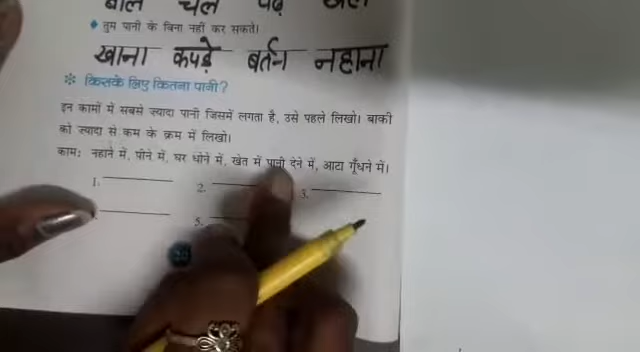 चल पढ़ खेल
◆ तुम पानी के बिना नहीं कर सकते।
खाना कपड़े बर्तन नहाना
❊ किसके लिए कितना पानी?
इन कामों में सबसे ज़्यादा पानी जिसमें लगता है, उसे पहले लिखो। बाकी
को ज़्यादा से कम के क्रम में लिखो।
काम: नहाने में, पीने में, घर धोने में, खेत में पानी देने में, आटा गूँधने में।
1. 2. 3.
5.